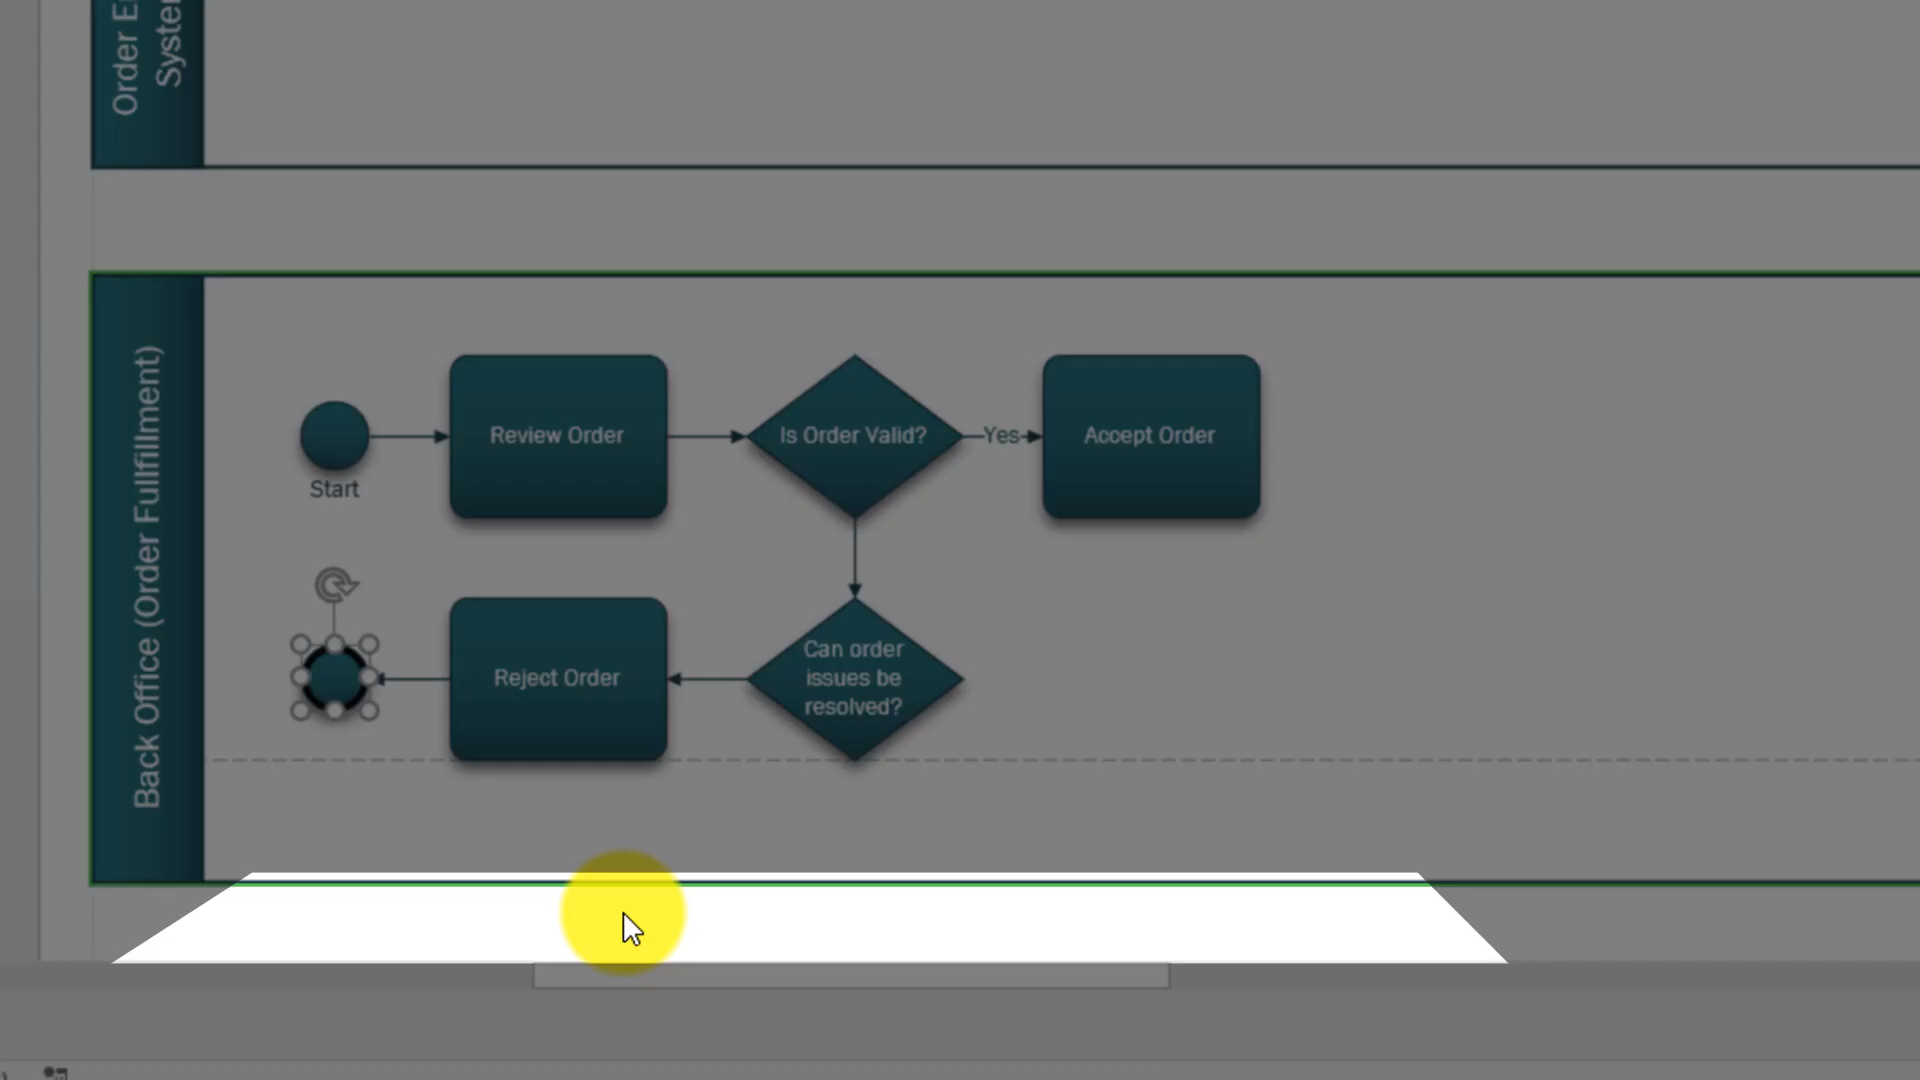 Order E
Syste
Back Office (Order Fullfillment)
Review Order
Is Order Valid?
Yes
Accept Order
Start
Reject Order
Can order
issues be
resolved?